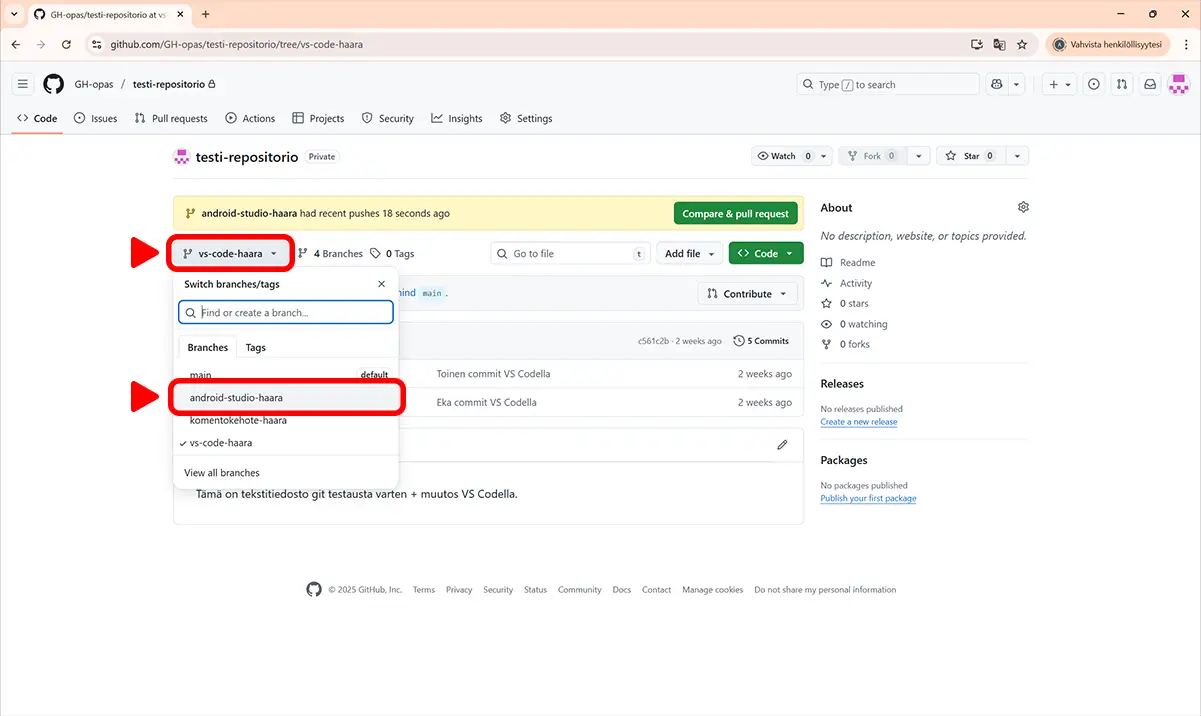 GH-opas/testi-repositorio at vs
github.com/GH-opas/testi-repositorio/tree/vs-code-haara
Vahvista henkilöllisyytesi
GH-opas / testi-repositorio
Type / to search
Code Issues Pull requests Actions Projects Security Insights Settings
testi-repositorio Private
Watch 0 Fork 0 Star 0
android-studio-haara had recent pushes 18 seconds ago
Compare & pull request
vs-code-haara
4 Branches 0 Tags
Go to file t
Add file
Code
Switch branches/tags
Find or create a branch...
Branches Tags
main default
android-studio-haara
komentokehote-haara
vs-code-haara
View all branches
main .
Contribute
c561c2b · 2 weeks ago 5 Commits
Toinen commit VS Codella 2 weeks ago
Eka commit VS Codella 2 weeks ago
Tämä on tekstitiedosto git testausta varten + muutos VS Codella.
About
No description, website, or topics provided.
Readme
Activity
0 stars
0 watching
0 forks
Releases
No releases published
Create a new release
Packages
No packages published
Publish your first package
© 2025 GitHub, Inc. Terms Privacy Security Status Community Docs Contact Manage cookies Do not share my personal information